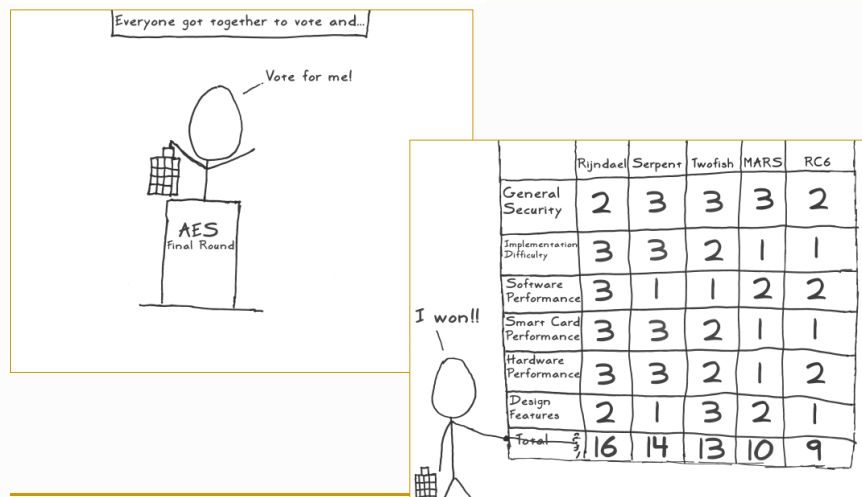 Everyone got together to vote and...
Vote for me!
AES
Final Round
I won!!
Rijndael Serpent Twofish MARS RC6
General
Security 2 3 3 3 2
Implementation
Difficulty 3 3 2 1 1
Software
Performance 3 1 1 2 2
Smart Card
Performance 3 3 2 1 1
Hardware
Performance 3 3 2 1 2
Design
Features 2 1 3 2 1
Total 16 14 13 10 9